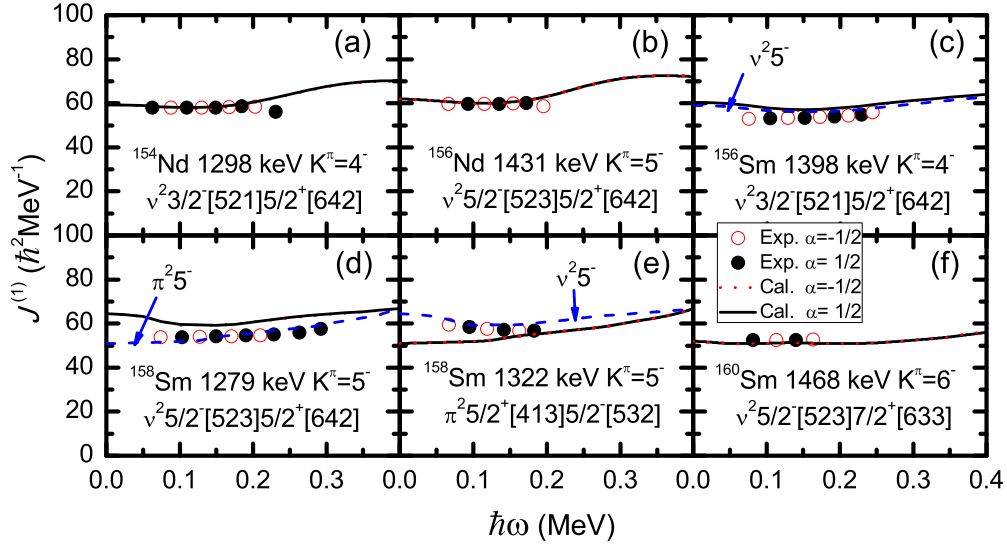 (a)
¹⁵⁴Nd 1298 keV Kπ=4⁻
ν²3/2⁻[521]5/2⁺[642]
(b)
¹⁵⁶Nd 1431 keV Kπ=5⁻
ν²5/2⁻[523]5/2⁺[642]
(c)
ν²5⁻
¹⁵⁶Sm 1398 keV Kπ=4⁻
ν²3/2⁻[521]5/2⁺[642]
100
80
60
40
20
0
J⁽¹⁾ (ℏ²MeV⁻¹)
(d)
π²5⁻
¹⁵⁸Sm 1279 keV Kπ=5⁻
ν²5/2⁻[523]5/2⁺[642]
(e)
ν²5⁻
¹⁵⁸Sm 1322 keV Kπ=5⁻
π²5/2⁺[413]5/2⁻[532]
(f)
Exp. α=-1/2
Exp. α= 1/2
Cal. α=-1/2
Cal. α= 1/2
¹⁶⁰Sm 1468 keV Kπ=6⁻
ν²5/2⁻[523]7/2⁺[633]
100
80
60
40
20
0
0.0 0.1 0.2 0.3 0.0 0.1 0.2 0.3 0.0 0.1 0.2 0.3 0.4
ℏω (MeV)